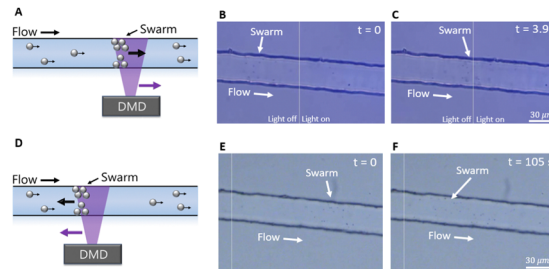 A
Flow
Swarm
DMD
B
Swarm
t = 0
Flow
Light off
Light on
C
Swarm
t = 3.9
Flow
Light off
Light on
30 µm
D
Flow
Swarm
DMD
E
Swarm
t = 0
Flow
F
Swarm
t = 105 s
Flow
30 µm